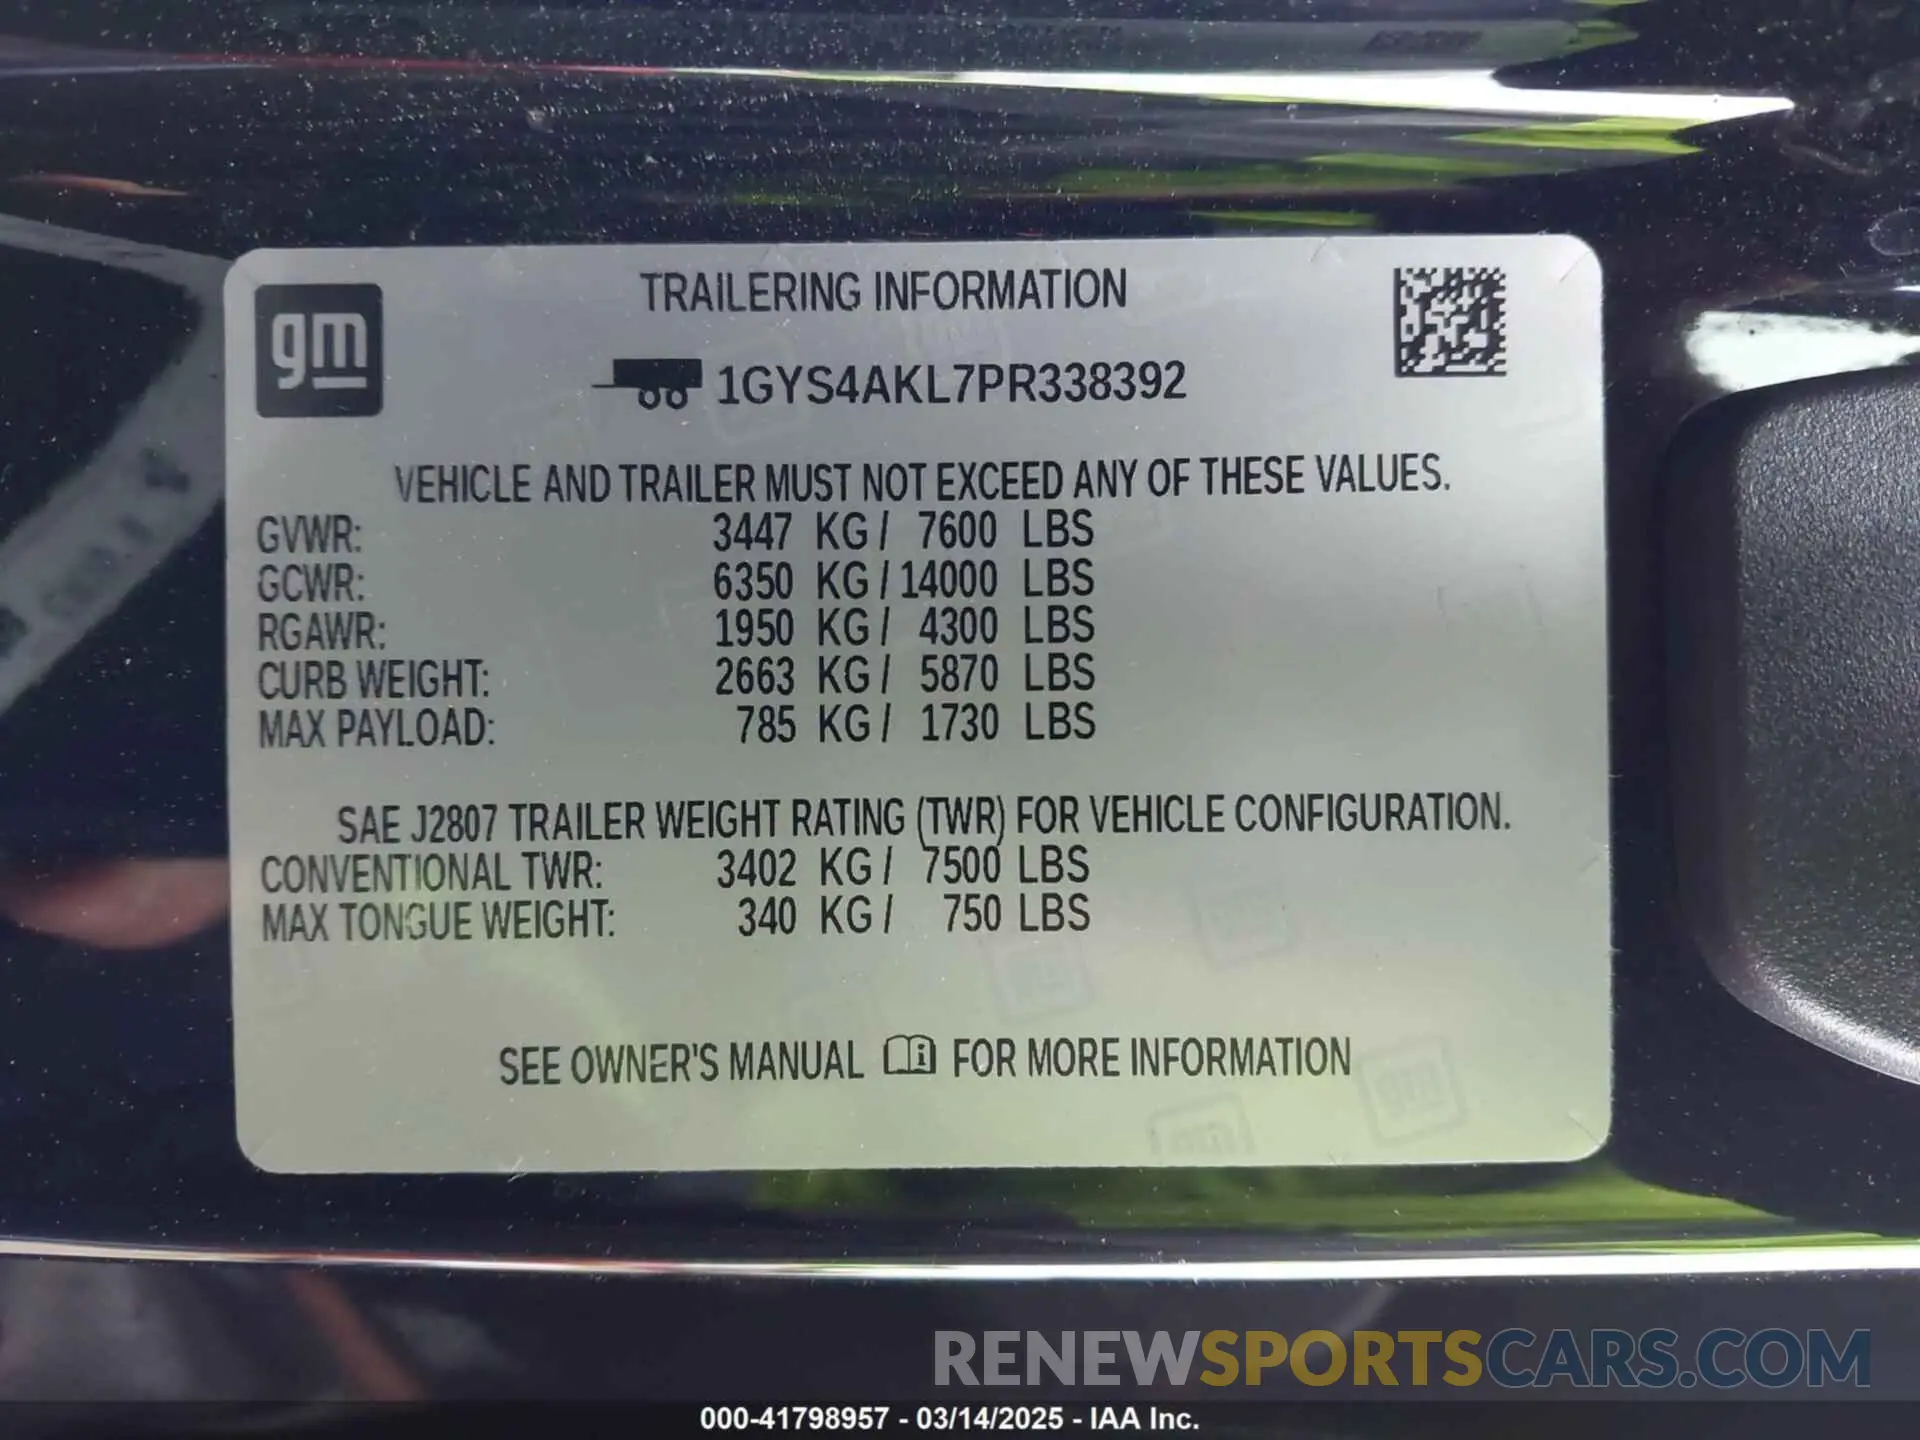 gm
TRAILERING INFORMATION
1GYS4AKL7PR338392
VEHICLE AND TRAILER MUST NOT EXCEED ANY OF THESE VALUES.
GVWR: 3447 KG / 7600 LBS
GCWR: 6350 KG / 14000 LBS
RGAWR: 1950 KG / 4300 LBS
CURB WEIGHT: 2663 KG / 5870 LBS
MAX PAYLOAD: 785 KG / 1730 LBS
SAE J2807 TRAILER WEIGHT RATING (TWR) FOR VEHICLE CONFIGURATION.
CONVENTIONAL TWR: 3402 KG / 7500 LBS
MAX TONGUE WEIGHT: 340 KG / 750 LBS
SEE OWNER'S MANUAL FOR MORE INFORMATION
RENEWSPORTSCARS.COM
000-41798957 - 03/14/2025 - IAA Inc.